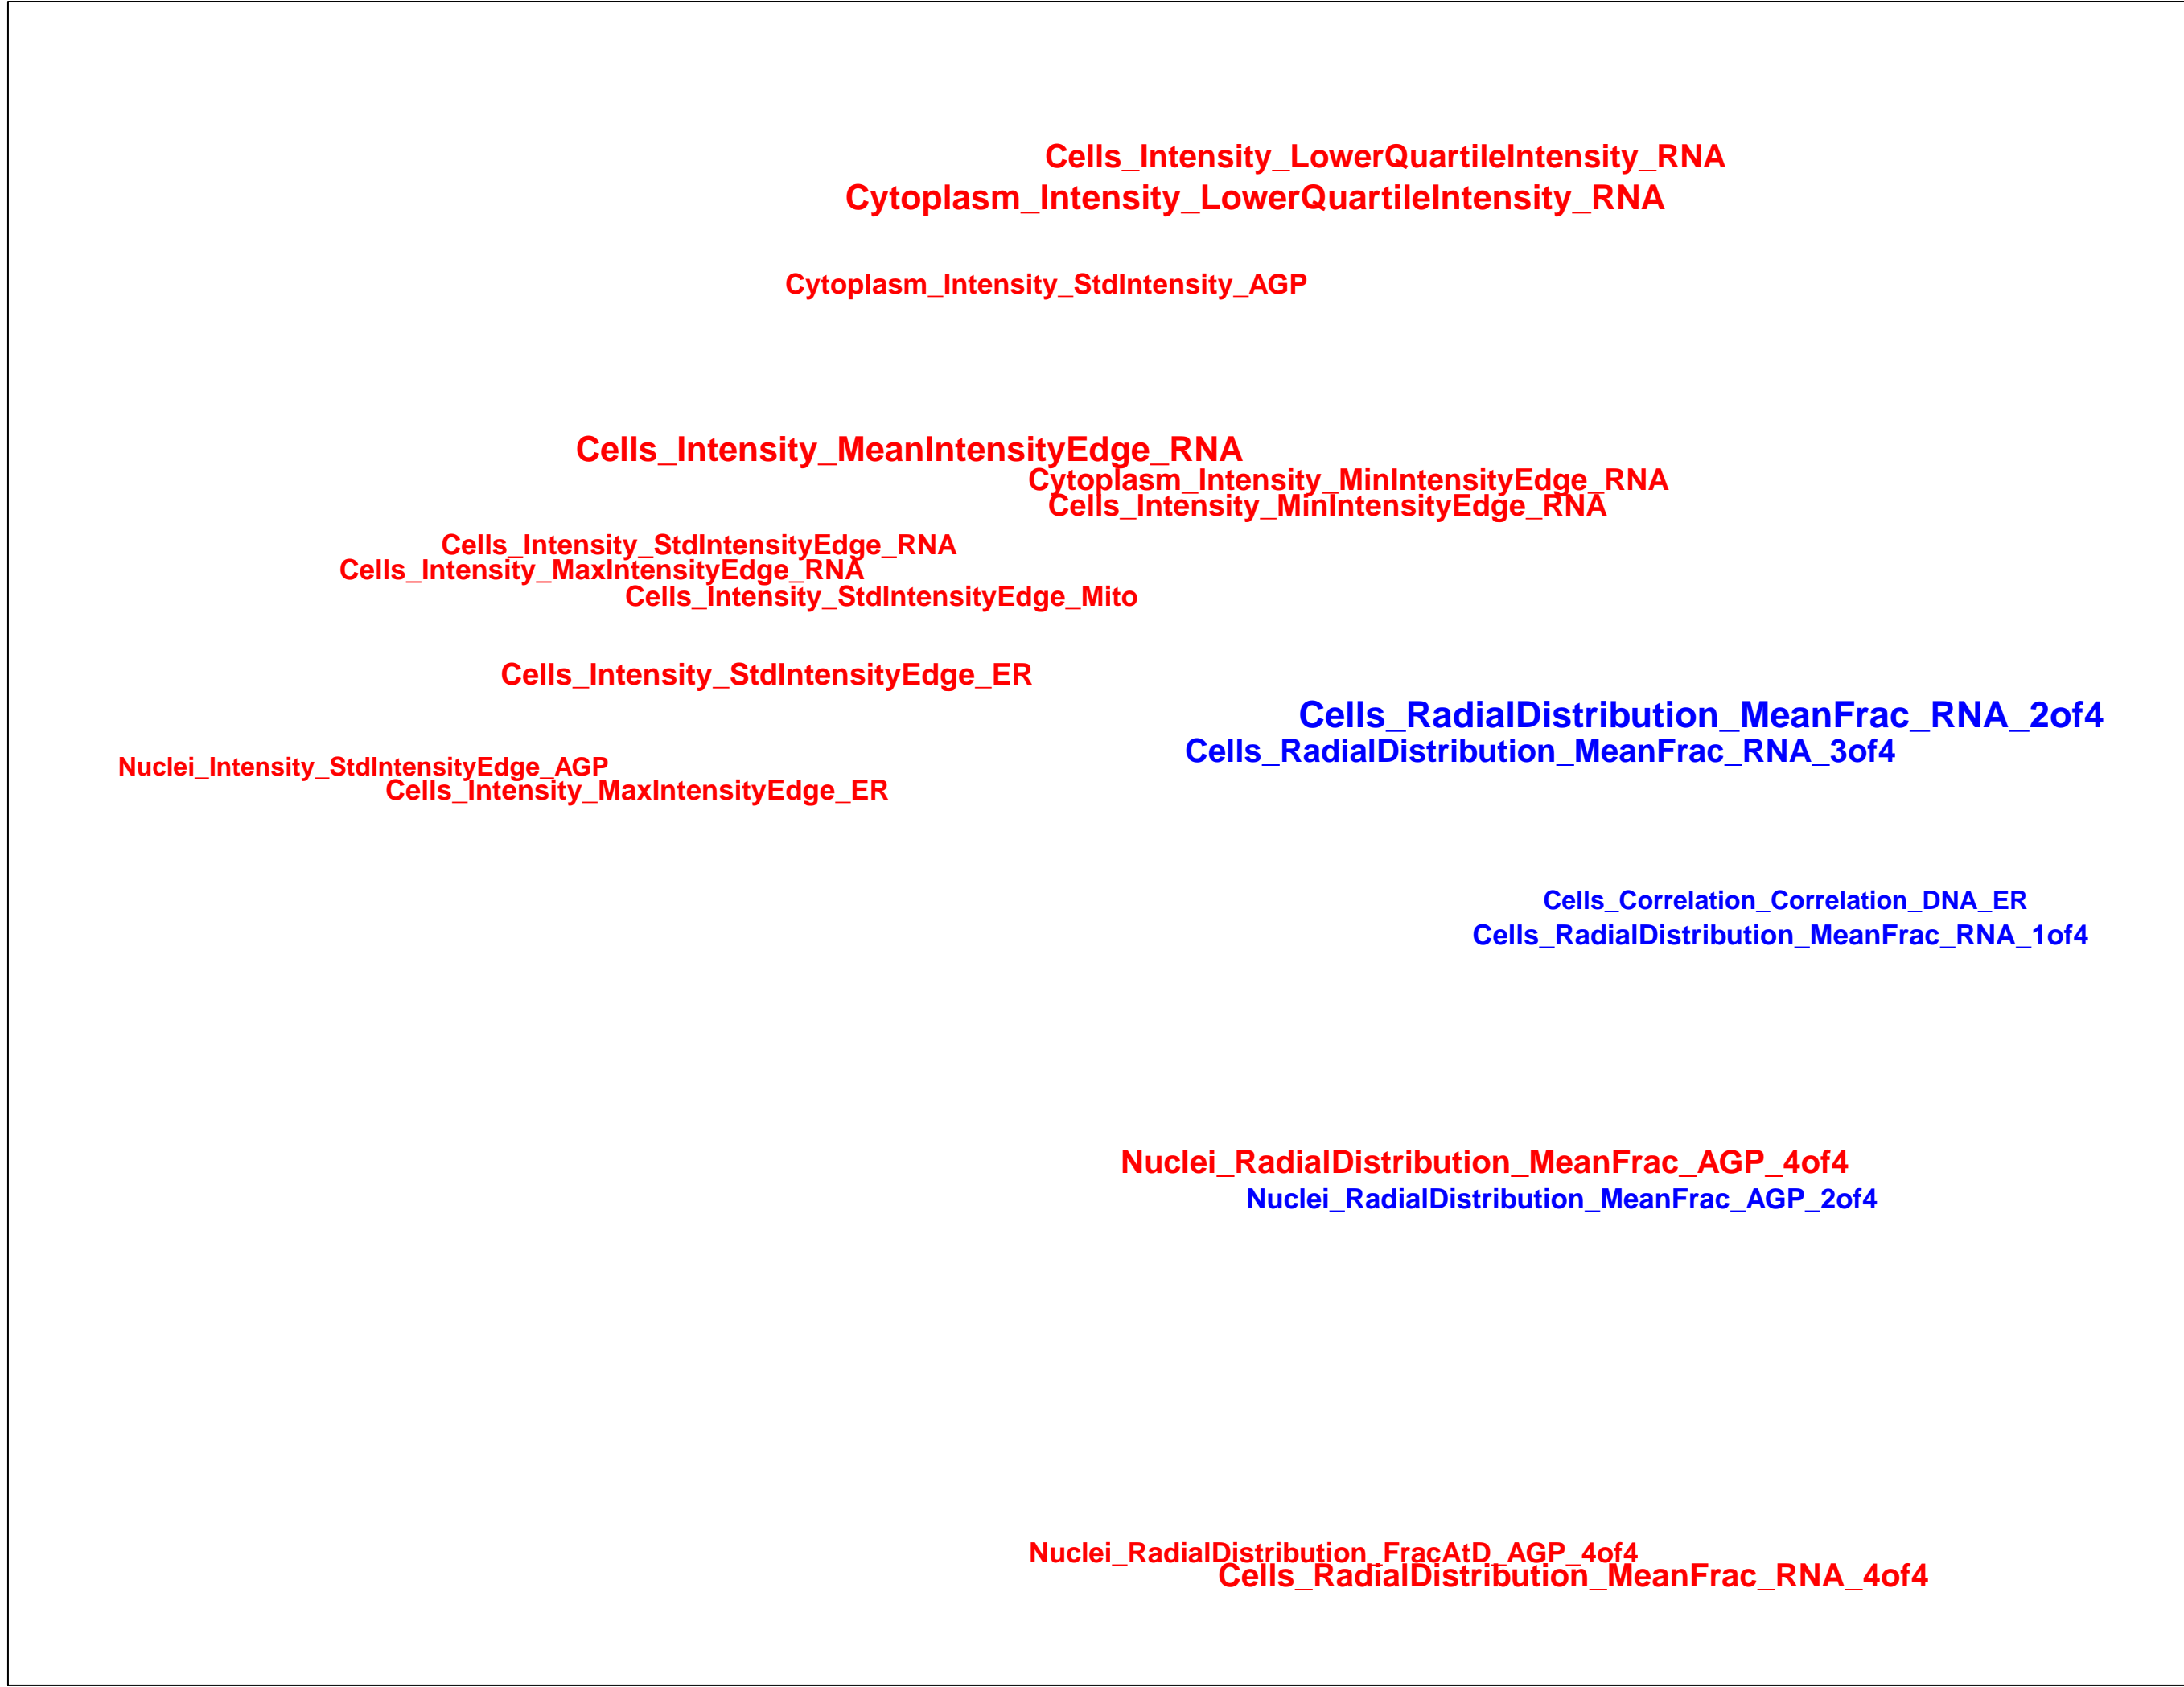 Cells_Intensity_LowerQuartileIntensity_RNA
Cytoplasm_Intensity_LowerQuartileIntensity_RNA
Cytoplasm_Intensity_StdIntensity_AGP
Cells_Intensity_MeanIntensityEdge_RNA
Cytoplasm_Intensity_MinIntensityEdge_RNA
Cells_Intensity_MinIntensityEdge_RNA
Cells_Intensity_StdIntensityEdge_RNA
Cells_Intensity_MaxIntensityEdge_RNA
Cells_Intensity_StdIntensityEdge_Mito
Cells_Intensity_StdIntensityEdge_ER
Cells_RadialDistribution_MeanFrac_RNA_2of4
Cells_RadialDistribution_MeanFrac_RNA_3of4
Nuclei_Intensity_StdIntensityEdge_AGP
Cells_Intensity_MaxIntensityEdge_ER
Cells_Correlation_Correlation_DNA_ER
Cells_RadialDistribution_MeanFrac_RNA_1of4
Nuclei_RadialDistribution_MeanFrac_AGP_4of4
Nuclei_RadialDistribution_MeanFrac_AGP_2of4
Nuclei_RadialDistribution_FracAtD_AGP_4of4
Cells_RadialDistribution_MeanFrac_RNA_4of4